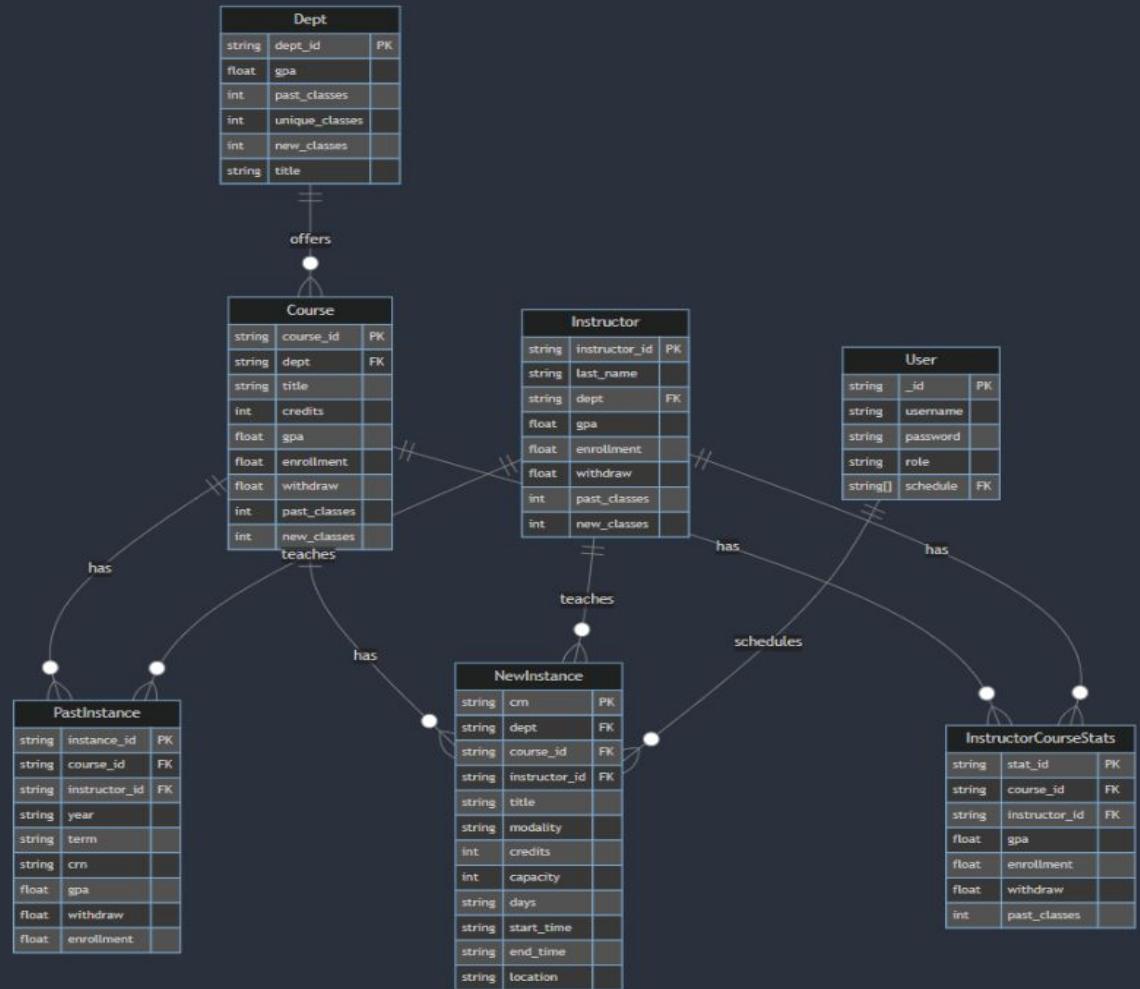 Dept
string dept_id PK
float gpa
int past_classes
int unique_classes
int new_classes
string title
offers
Course
string course_id PK
string dept FK
string title
int credits
float gpa
float enrollment
float withdraw
int past_classes
int new_classes
Instructor
string instructor_id PK
string last_name
string dept FK
float gpa
float enrollment
float withdraw
int past_classes
int new_classes
User
string _id PK
string username
string password
string role
string[] schedule FK
has
teaches
has
teaches
has
has
schedules
PastInstance
string instance_id PK
string course_id FK
string instructor_id FK
string year
string term
string crn
float gpa
float withdraw
float enrollment
NewInstance
string crn PK
string dept FK
string course_id FK
string instructor_id FK
string title
string modality
int credits
int capacity
string days
string start_time
string end_time
string location
InstructorCourseStats
string stat_id PK
string course_id FK
string instructor_id FK
float gpa
float enrollment
float withdraw
int past_classes